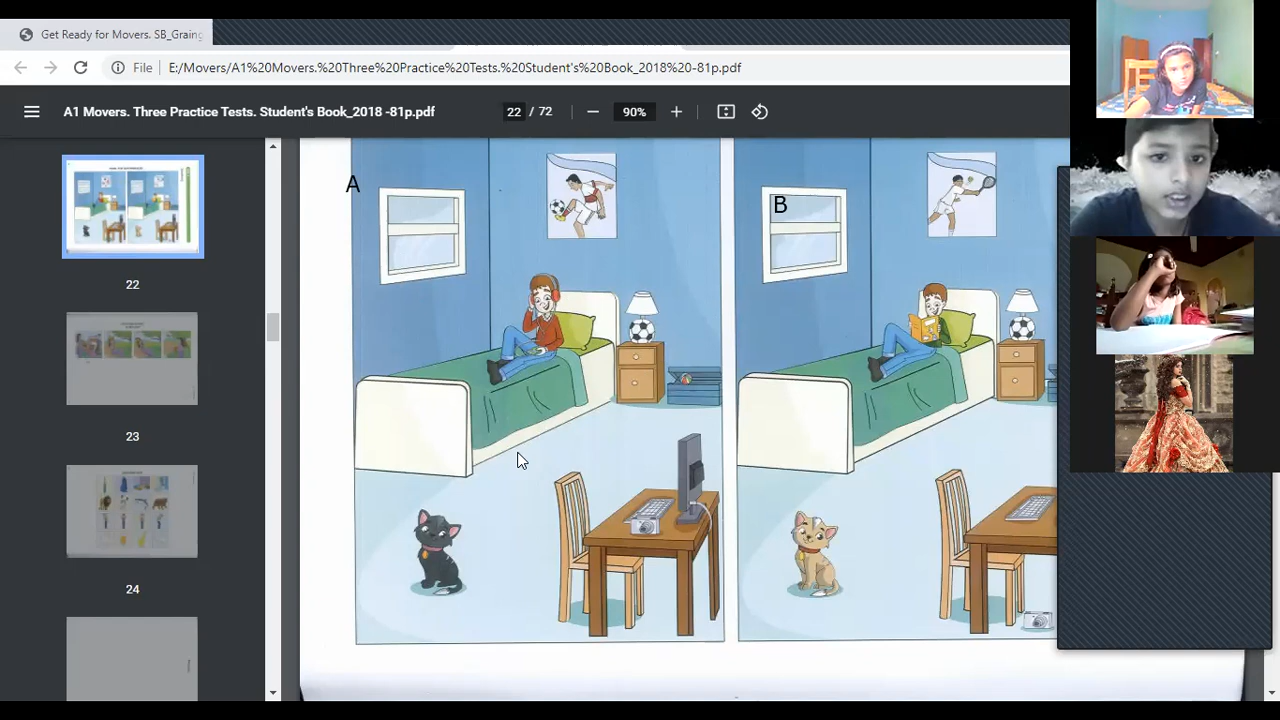 Get Ready for Movers. SB_Graing
File
E:/Movers/A1%20Movers.%20Three%20Practice%20Tests.%20Student's%20Book_2018%20-81p.pdf
A1 Movers. Three Practice Tests. Student's Book_2018 -81p.pdf
22 / 72
90%
A
B
22
23
24